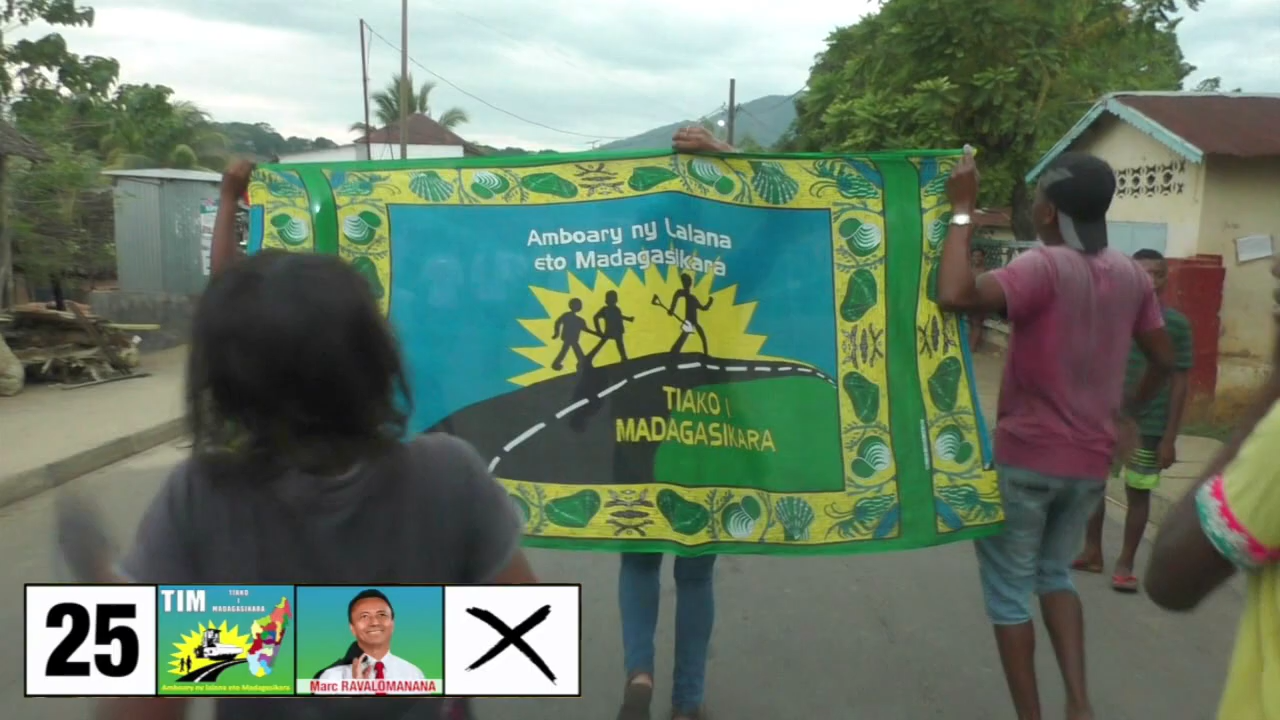 Amboary ny Lalana
eto Madagasikara
TIAKO I
MADAGASIKARA
25
TIM
TIAKO
I
MADAGASIKARA
Amboary ny lalana eto Madagasikara
Marc RAVALOMANANA